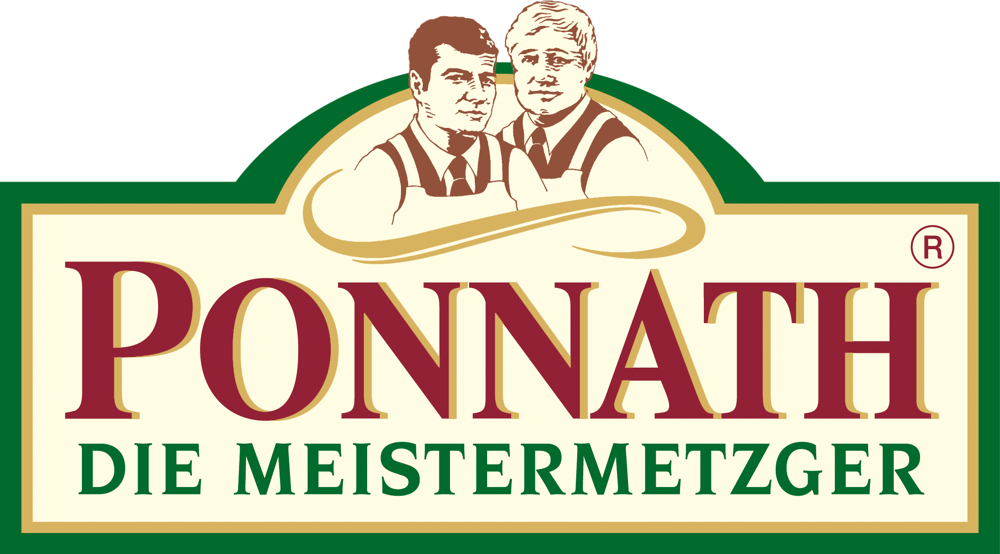 ®
PONNATH
DIE MEISTERMETZGER